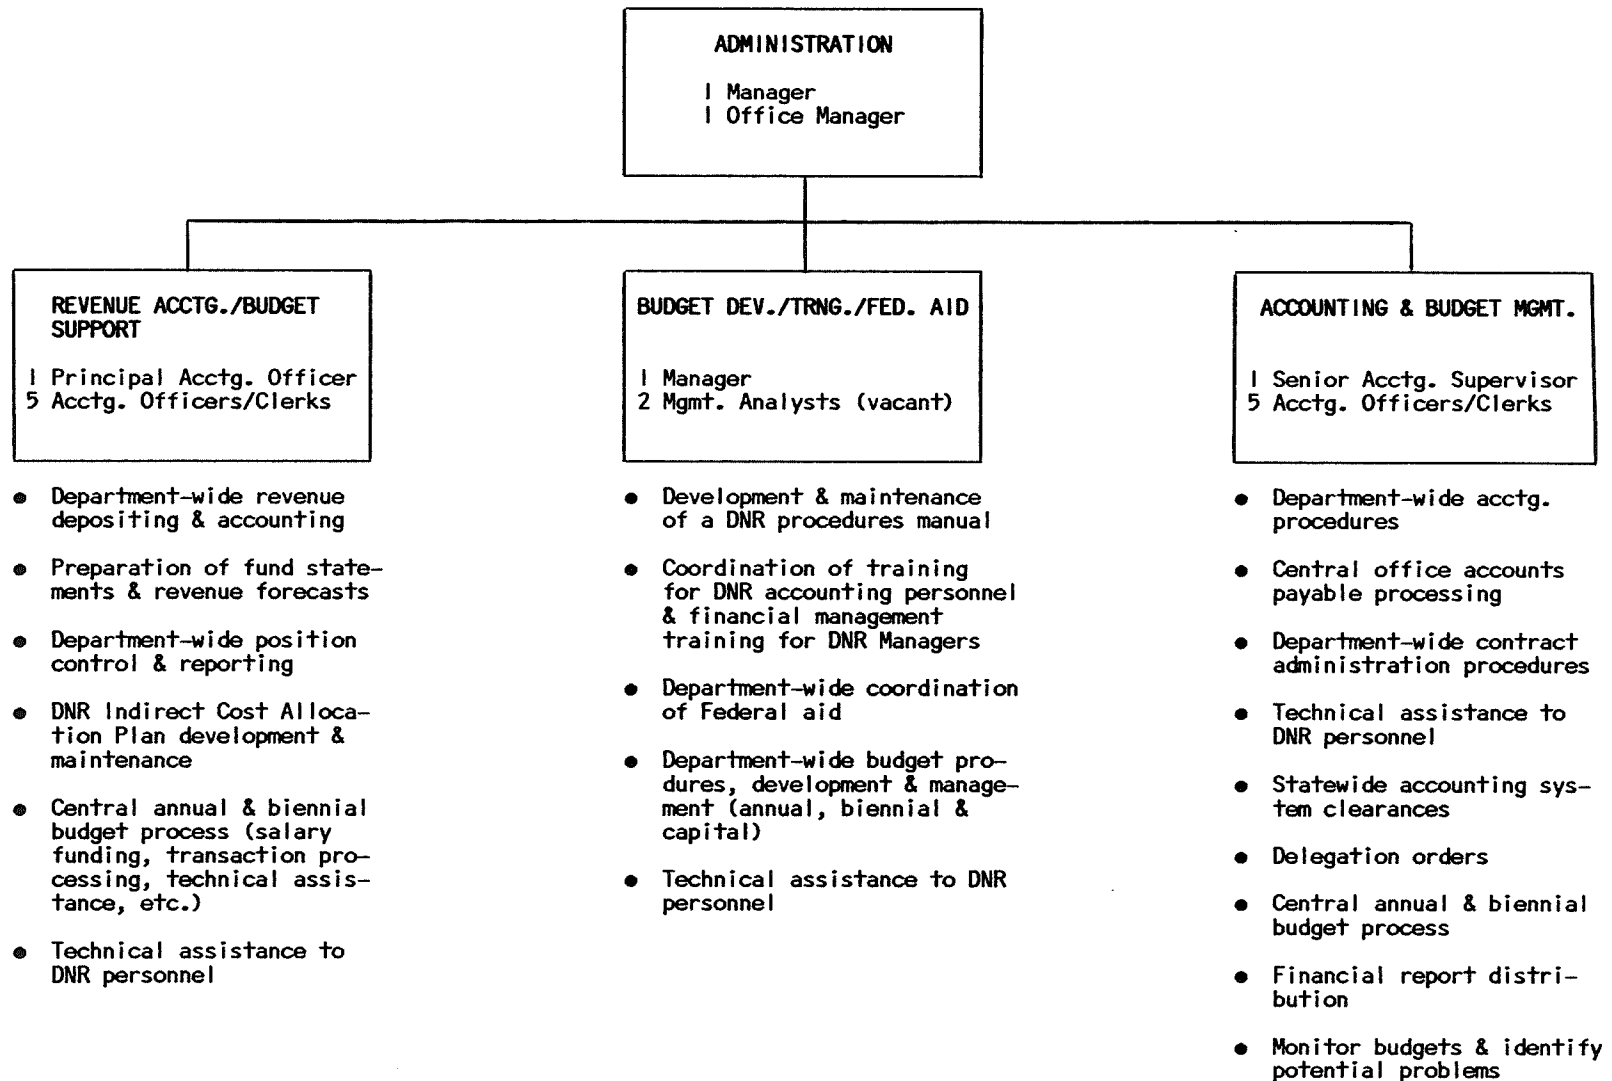 ADMINISTRATION
1 Manager
1 Office Manager
REVENUE ACCTG./BUDGET
SUPPORT
1 Principal Acctg. Officer
5 Acctg. Officers/Clerks
BUDGET DEV./TRNG./FED. AID
1 Manager
2 Mgmt. Analysts (vacant)
ACCOUNTING & BUDGET MGMT.
1 Senior Acctg. Supervisor
5 Acctg. Officers/Clerks
● Department-wide revenue
depositing & accounting
● Preparation of fund state-
ments & revenue forecasts
● Department-wide position
control & reporting
● DNR Indirect Cost Alloca-
tion Plan development &
maintenance
● Central annual & biennial
budget process (salary
funding, transaction pro-
cessing, technical assis-
tance, etc.)
● Technical assistance to
DNR personnel
● Development & maintenance
of a DNR procedures manual
● Coordination of training
for DNR accounting personnel
& financial management
training for DNR Managers
● Department-wide coordination
of Federal aid
● Department-wide budget pro-
dures, development & manage-
ment (annual, biennial &
capital)
● Technical assistance to DNR
personnel
● Department-wide acctg.
procedures
● Central office accounts
payable processing
● Department-wide contract
administration procedures
● Technical assistance to
DNR personnel
● Statewide accounting sys-
tem clearances
● Delegation orders
● Central annual & biennial
budget process
● Financial report distri-
bution
● Monitor budgets & identify
potential problems